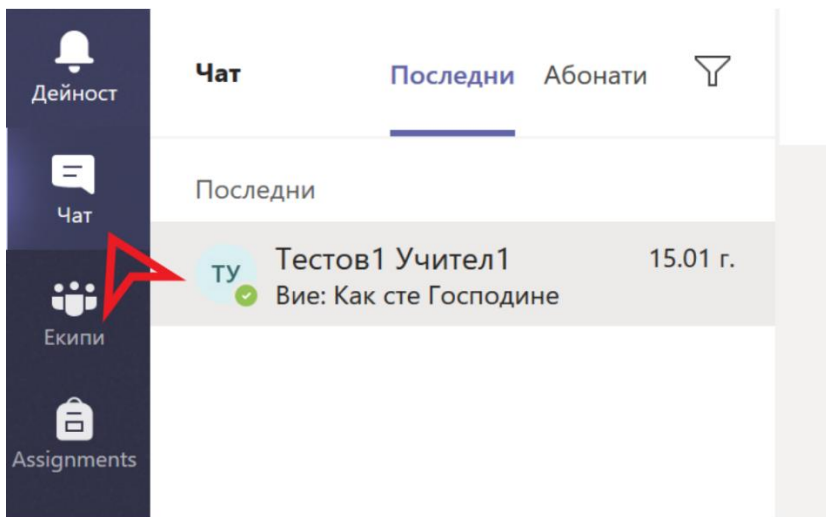 Дейност
Чат
Екипи
Assignments
Чат Последни Абонати
Последни
ТУ Тестов1 Учител1 15.01 г.
Вие: Как сте Господине